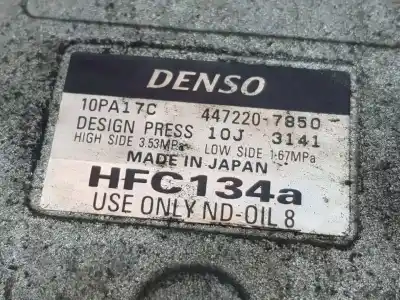 DENSO
10PA17C 447220-7850
DESIGN PRESS 10J 3141
HIGH SIDE 3.53MPa LOW SIDE 1.67MPa
MADE IN JAPAN
HFC134a
USE ONLY ND-OIL 8